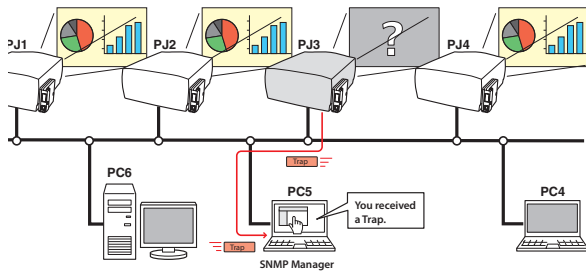 PJ1
PJ2
PJ3
PJ4
?
Trap
PC6
PC5
PC4
You received
a Trap.
Trap
SNMP Manager